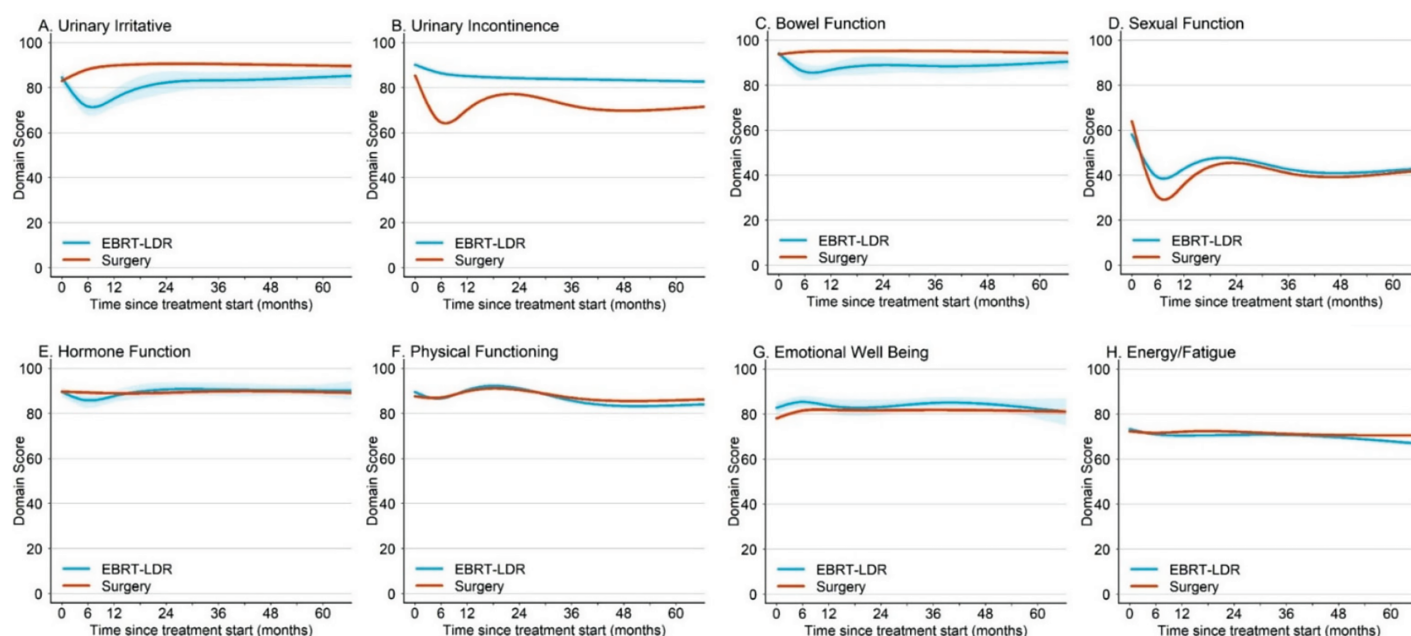 A. Urinary Irritative
100
80
60
40
20
0
Domain Score
EBRT-LDR
Surgery
0 6 12 24 36 48 60
Time since treatment start (months)
B. Urinary Incontinence
100
80
60
40
20
0
Domain Score
EBRT-LDR
Surgery
0 6 12 24 36 48 60
Time since treatment start (months)
C. Bowel Function
100
80
60
40
20
0
Domain Score
EBRT-LDR
Surgery
0 6 12 24 36 48 60
Time since treatment start (months)
D. Sexual Function
100
80
60
40
20
0
Domain Score
EBRT-LDR
Surgery
0 6 12 24 36 48 60
Time since treatment start (months)
E. Hormone Function
100
80
60
40
20
0
Domain Score
EBRT-LDR
Surgery
0 6 12 24 36 48 60
Time since treatment start (months)
F. Physical Functioning
100
80
60
40
20
0
Domain Score
EBRT-LDR
Surgery
0 6 12 24 36 48 60
Time since treatment start (months)
G. Emotional Well Being
100
80
60
40
20
0
Domain Score
EBRT-LDR
Surgery
0 6 12 24 36 48 60
Time since treatment start (months)
H. Energy/Fatigue
100
80
60
40
20
0
Domain Score
EBRT-LDR
Surgery
0 6 12 24 36 48 60
Time since treatment start (months)